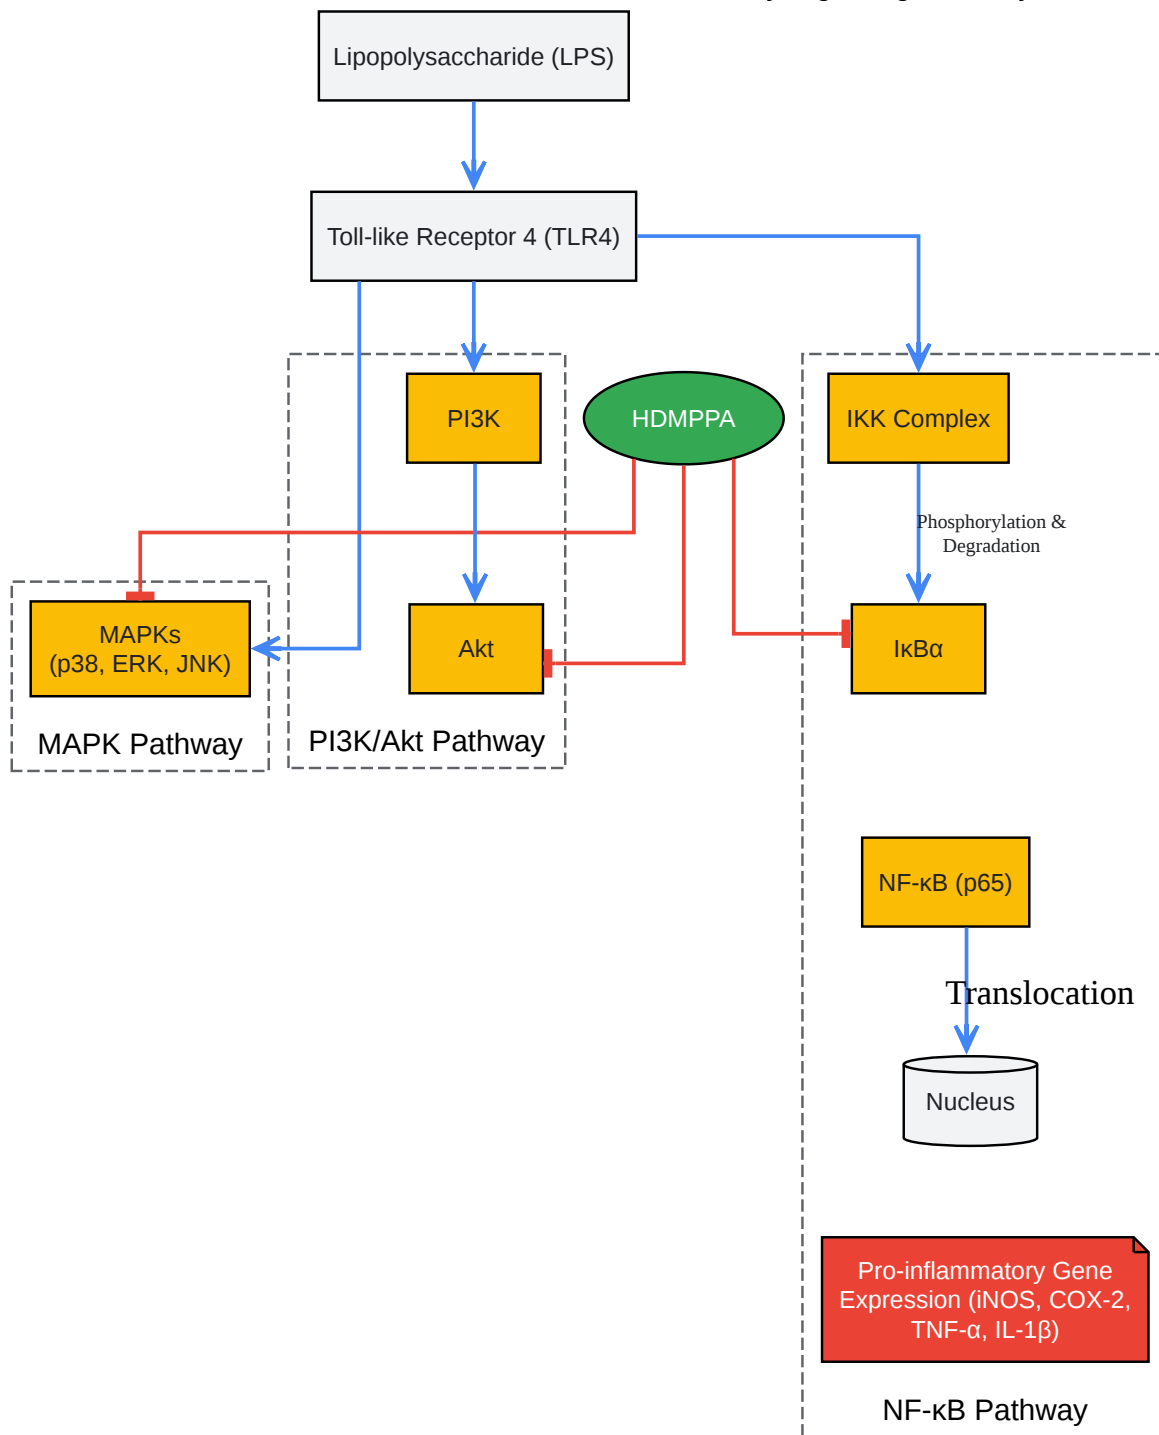 Lipopolysaccharide (LPS)
Toll-like Receptor 4 (TLR4)
PI3K
HDMPPA
IKK Complex
Phosphorylation &
Degradation
MAPKs
(p38, ERK, JNK)
Akt
IκBα
MAPK Pathway
PI3K/Akt Pathway
NF-κB (p65)
Translocation
Nucleus
Pro-inflammatory Gene
Expression (iNOS, COX-2,
TNF-α, IL-1β)
NF-κB Pathway